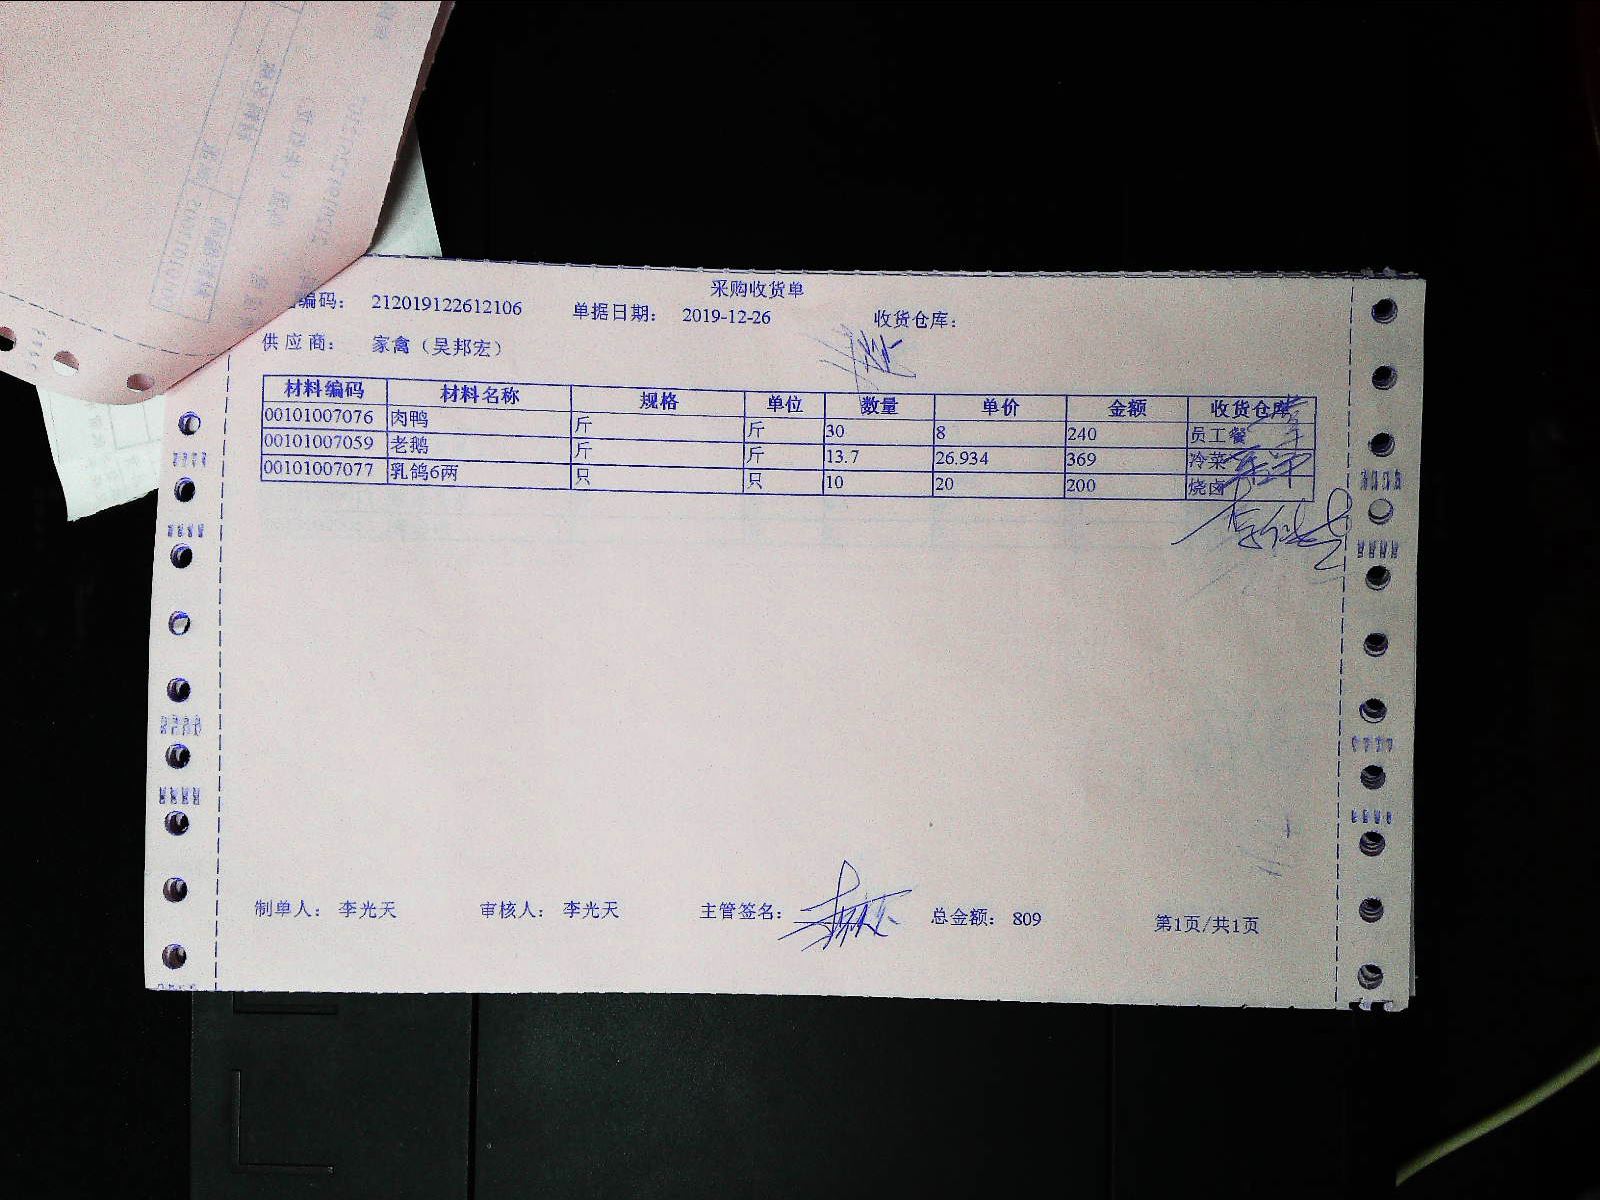 采购收货单
编码： 212019122612106 单据日期： 2019-12-26 收货仓库：
供应商： 家禽（吴邦宏）
材料编码 材料名称 规格 单位 数量 单价 金额 收货仓库
00101007076 肉鸭 斤 斤 30 8 240 员工餐
00101007059 老鹅 斤 斤 13.7 26.934 369 冷菜
00101007077 乳鸽6两 只 只 10 20 200 烧卤
制单人： 李光天 审核人： 李光天 主管签名： 总金额： 809 第1页/共1页